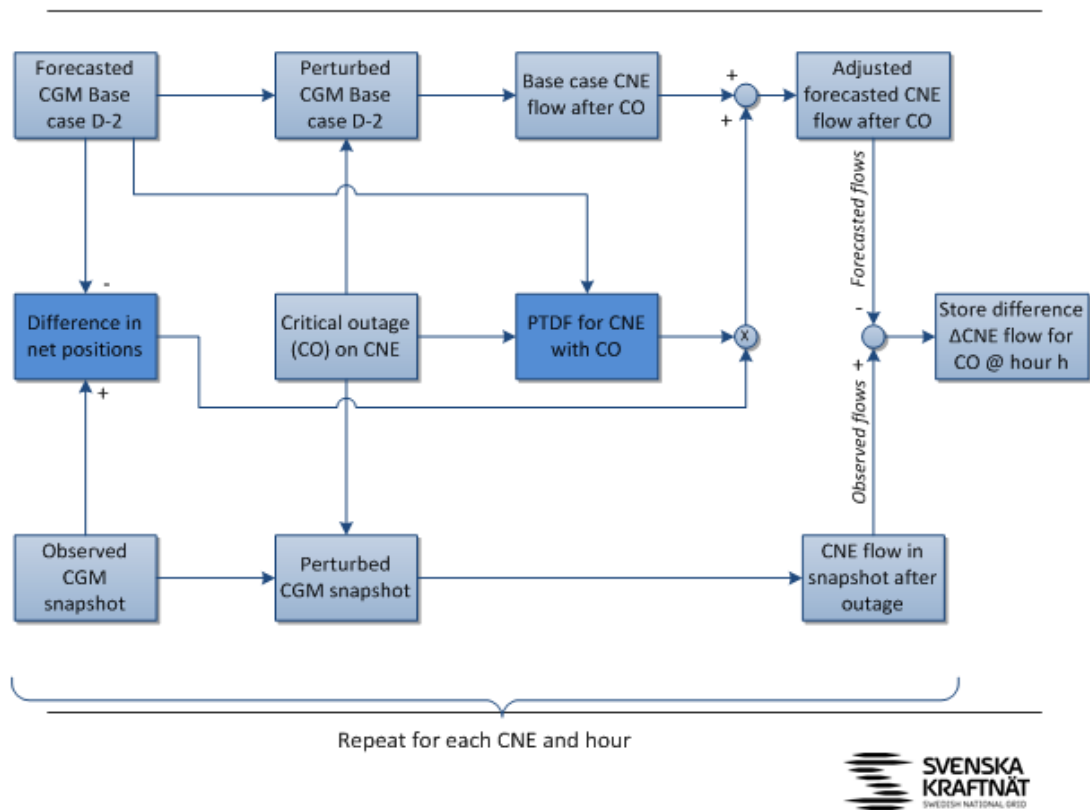 Forecasted
CGM Base
case D-2
Perturbed
CGM Base
case D-2
Base case CNE
flow after CO
+
+
Adjusted
forecasted CNE
flow after CO
Forecasted flows
-
Difference in
net positions
+
Critical outage
(CO) on CNE
PTDF for CNE
with CO
x
-
+
Store difference
ΔCNE flow for
CO @ hour h
Observed flows
Observed
CGM
snapshot
Perturbed
CGM snapshot
CNE flow in
snapshot after
outage
Repeat for each CNE and hour
SVENSKA
KRAFTNÄT
SWEDISH NATIONAL GRID